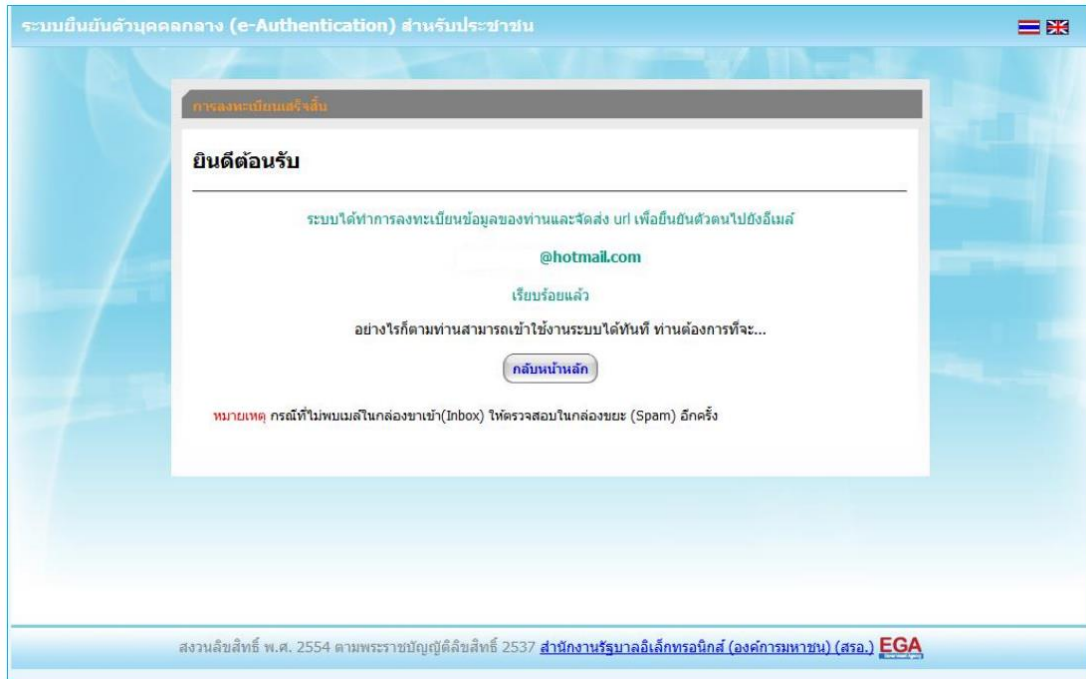 ระบบยืนยันตัวบุคคลกลาง (e-Authentication) สำหรับประชาชน
การลงทะเบียนเสร็จสิ้น
ยินดีต้อนรับ
ระบบได้ทำการลงทะเบียนข้อมูลของท่านและจัดส่ง url เพื่อยืนยันตัวตนไปยังอีเมล์
@hotmail.com
เรียบร้อยแล้ว
อย่างไรก็ตามท่านสามารถเข้าใช้งานระบบได้ทันที ท่านต้องการที่จะ...
กลับหน้าหลัก
หมายเหตุ กรณีที่ไม่พบเมล์ในกล่องขาเข้า(Inbox) ให้ตรวจสอบในกล่องขยะ (Spam) อีกครั้ง
สงวนลิขสิทธิ์ พ.ศ. 2554 ตามพระราชบัญญัติลิขสิทธิ์ 2537 สำนักงานรัฐบาลอิเล็กทรอนิกส์ (องค์การมหาชน) (สรอ.) EGA